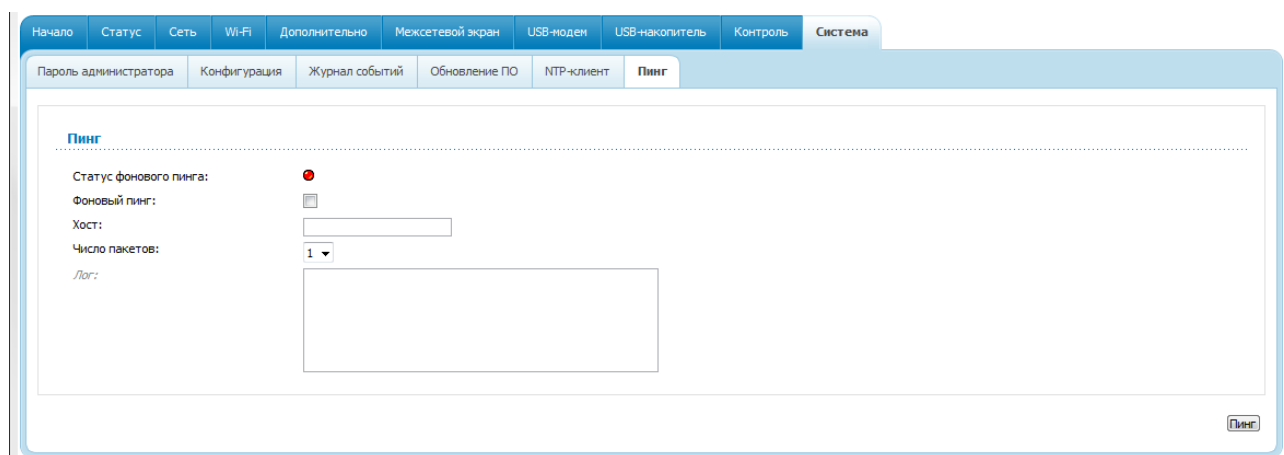 Начало Статус Сеть Wi-Fi Дополнительно Межсетевой экран USB-модем USB-накопитель Контроль Система
Пароль администратора Конфигурация Журнал событий Обновление ПО NTP-клиент Пинг
Пинг
Статус фонового пинга:
Фоновый пинг:
Хост:
Число пакетов: 1
Лог:
Пинг